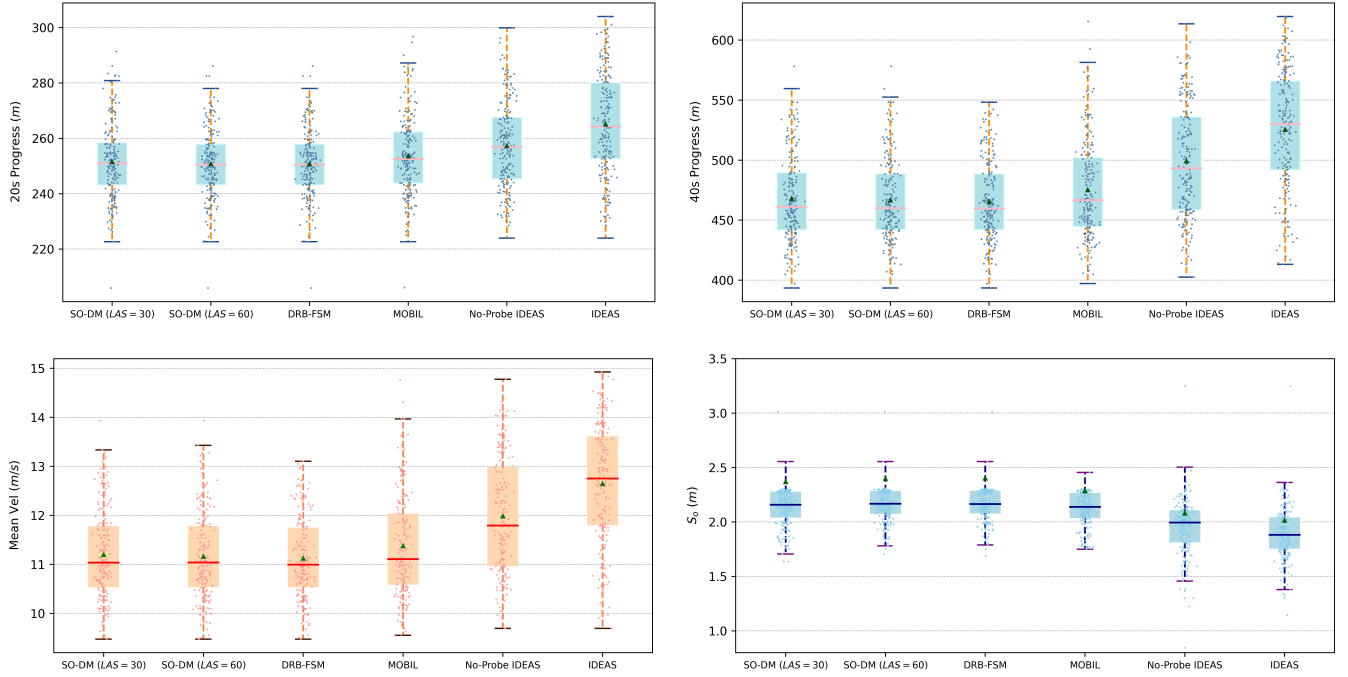 20s Progress (m)
300
280
260
240
220
SO-DM (LAS = 30)
SO-DM (LAS = 60)
DRB-FSM
MOBIL
No-Probe IDEAS
IDEAS
40s Progress (m)
600
550
500
450
400
SO-DM (LAS = 30)
SO-DM (LAS = 60)
DRB-FSM
MOBIL
No-Probe IDEAS
IDEAS
Mean Vel (m/s)
15
14
13
12
11
10
SO-DM (LAS = 30)
SO-DM (LAS = 60)
DRB-FSM
MOBIL
No-Probe IDEAS
IDEAS
S_o (m)
3.5
3.0
2.5
2.0
1.5
1.0
SO-DM (LAS = 30)
SO-DM (LAS = 60)
DRB-FSM
MOBIL
No-Probe IDEAS
IDEAS